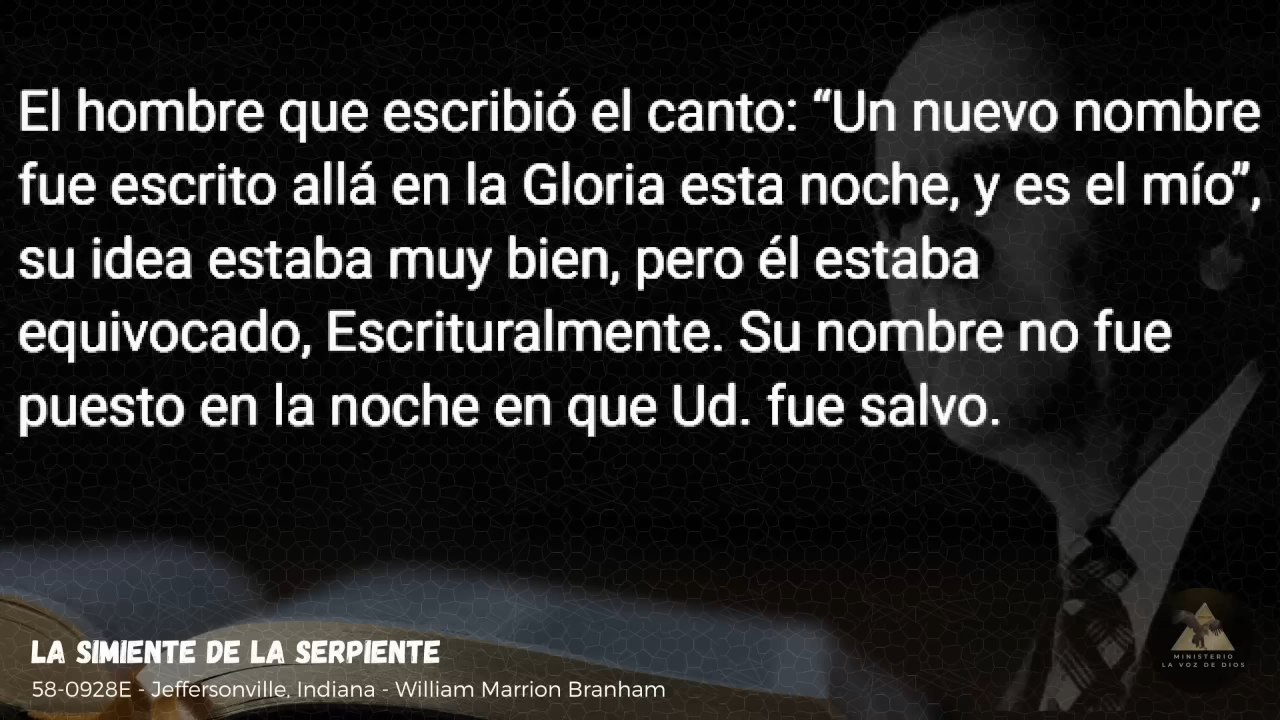 El hombre que escribió el canto: “Un nuevo nombre
fue escrito allá en la Gloria esta noche, y es el mío”,
su idea estaba muy bien, pero él estaba
equivocado, Escrituralmente. Su nombre no fue
puesto en la noche en que Ud. fue salvo.
LA SIMIENTE DE LA SERPIENTE
58-0928E - Jeffersonville, Indiana - William Marrion Branham
MINISTERIO
LA VOZ DE DIOS